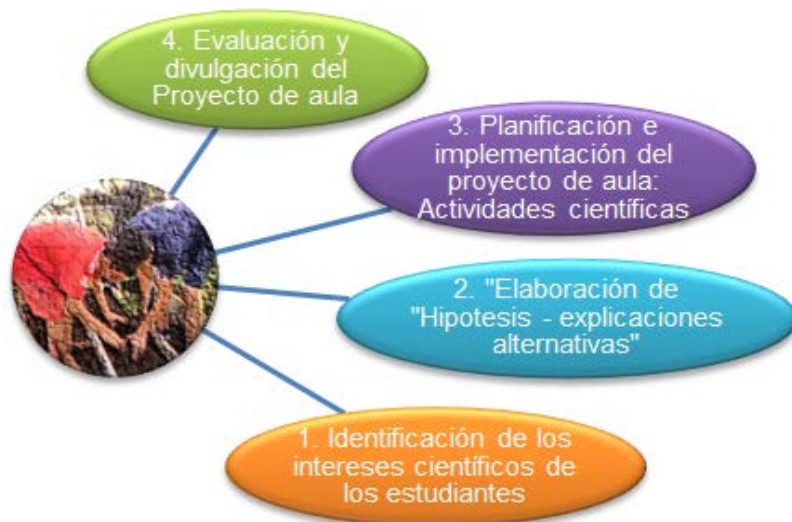 4. Evaluación y
divulgación del
Proyecto de aula
3. Planificación e
implementación del
proyecto de aula:
Actividades científicas
2. "Elaboración de
"Hipotesis - explicaciones
alternativas"
1. Identificación de los
intereses científicos de
los estudiantes